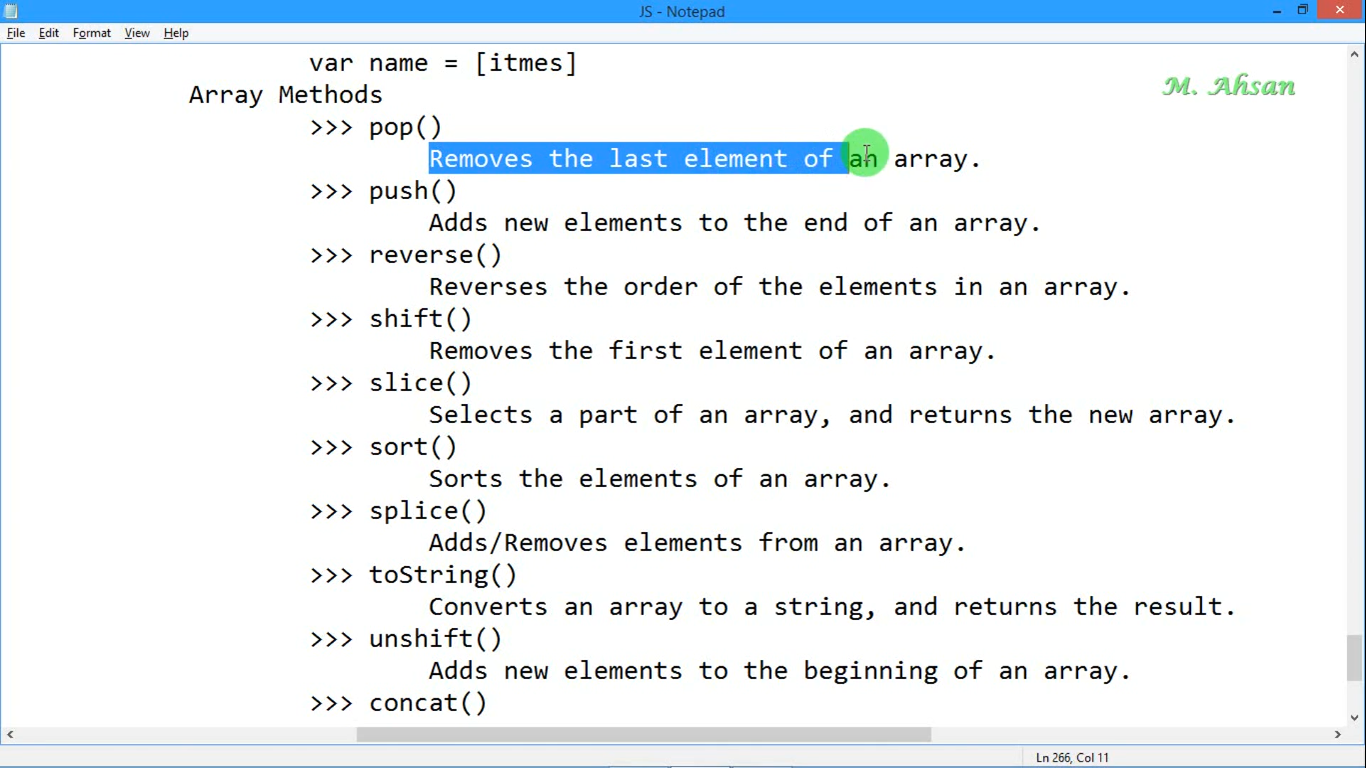 JS - Notepad
File Edit Format View Help
var name = [itmes]
M. Ahsan
Array Methods
>>> pop()
Removes the last element of an array.
>>> push()
Adds new elements to the end of an array.
>>> reverse()
Reverses the order of the elements in an array.
>>> shift()
Removes the first element of an array.
>>> slice()
Selects a part of an array, and returns the new array.
>>> sort()
Sorts the elements of an array.
>>> splice()
Adds/Removes elements from an array.
>>> toString()
Converts an array to a string, and returns the result.
>>> unshift()
Adds new elements to the beginning of an array.
>>> concat()
Ln 266, Col 11